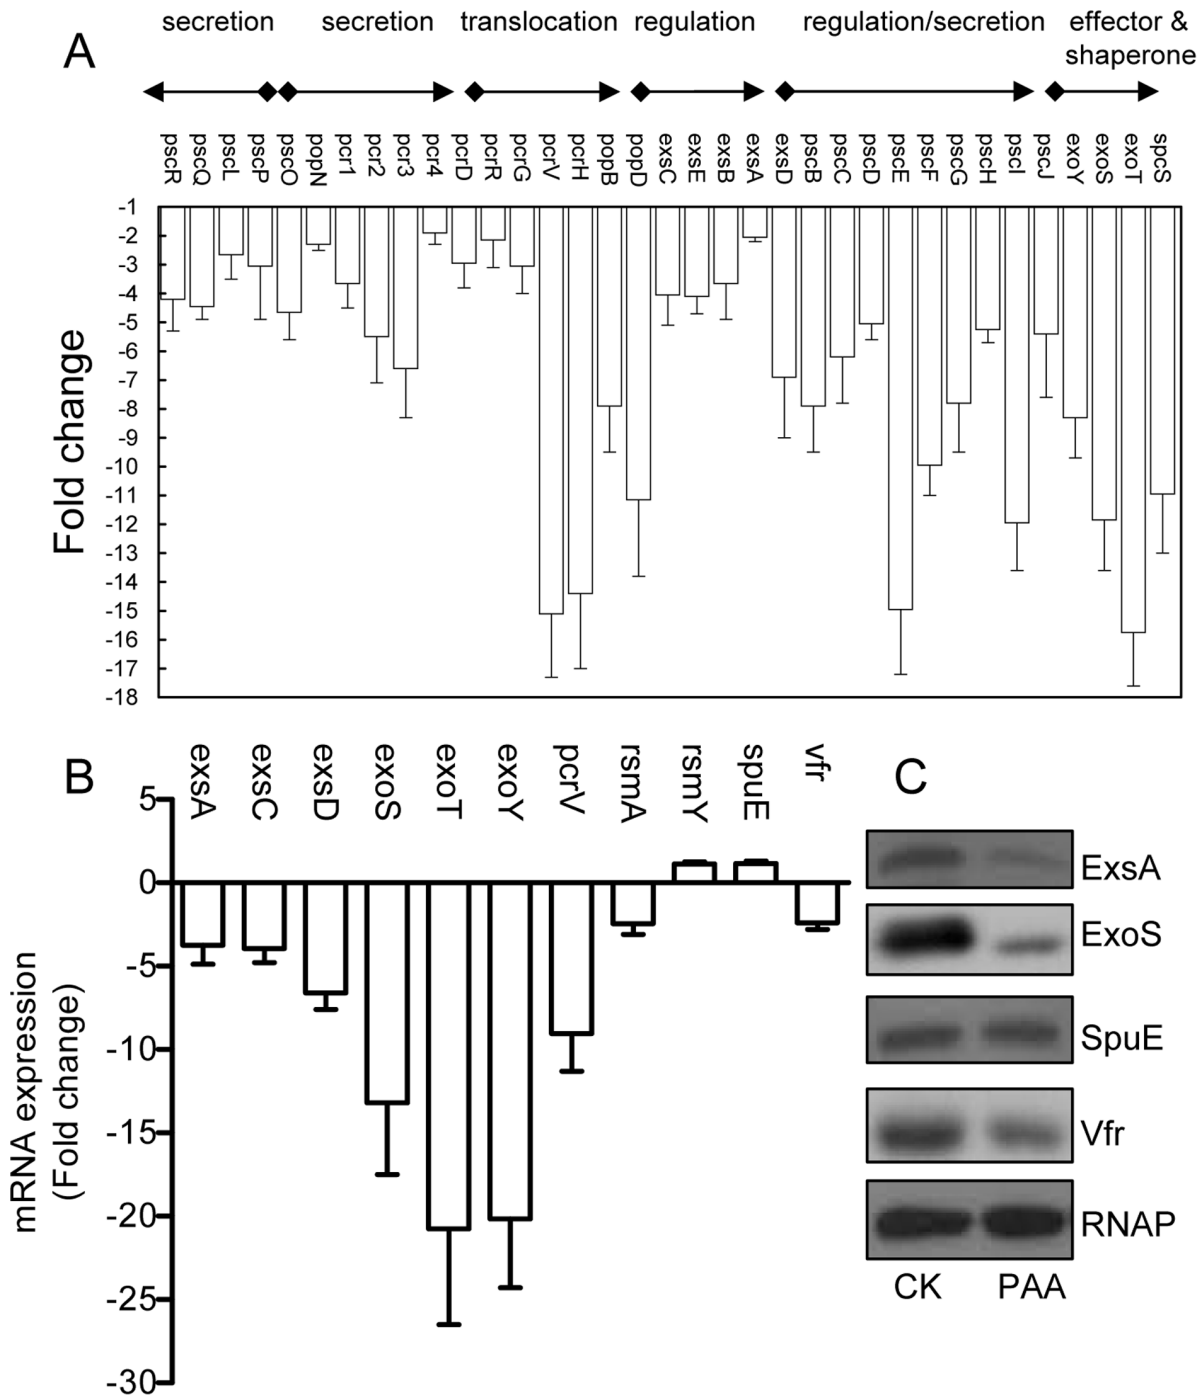 A
secretion secretion translocation regulation regulation/secretion effector &
shaperone
pscR pscQ pscL pscP pscO popN pcr1 pcr2 pcr3 pcr4 pcrD pcrR pcrG pcrV pcrH popB popD exsC exsE exsB exsA exsD pscB pscC pscD pscE pscF pscG pscH pscI pscJ exoY exoS exoT spcS
Fold change
-1
-2
-3
-4
-5
-6
-7
-8
-9
-10
-11
-12
-13
-14
-15
-16
-17
-18
B
exsA exsC exsD exoS exoT exoY pcrV rsmA rsmY spuE vfr
mRNA expression
(Fold change)
5
0
-5
-10
-15
-20
-25
-30
C
ExsA
ExoS
SpuE
Vfr
RNAP
CK PAA